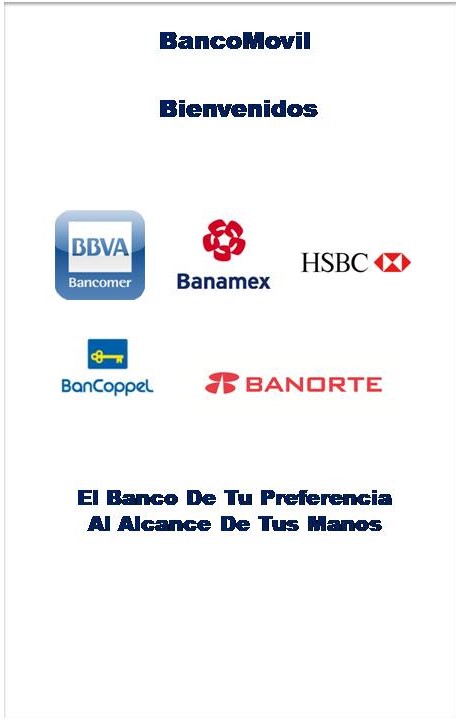 BancoMovil
Bienvenidos
BBVA
Bancomer
Banamex
HSBC
BanCoppel
BANORTE
El Banco De Tu Preferencia
Al Alcance De Tus Manos